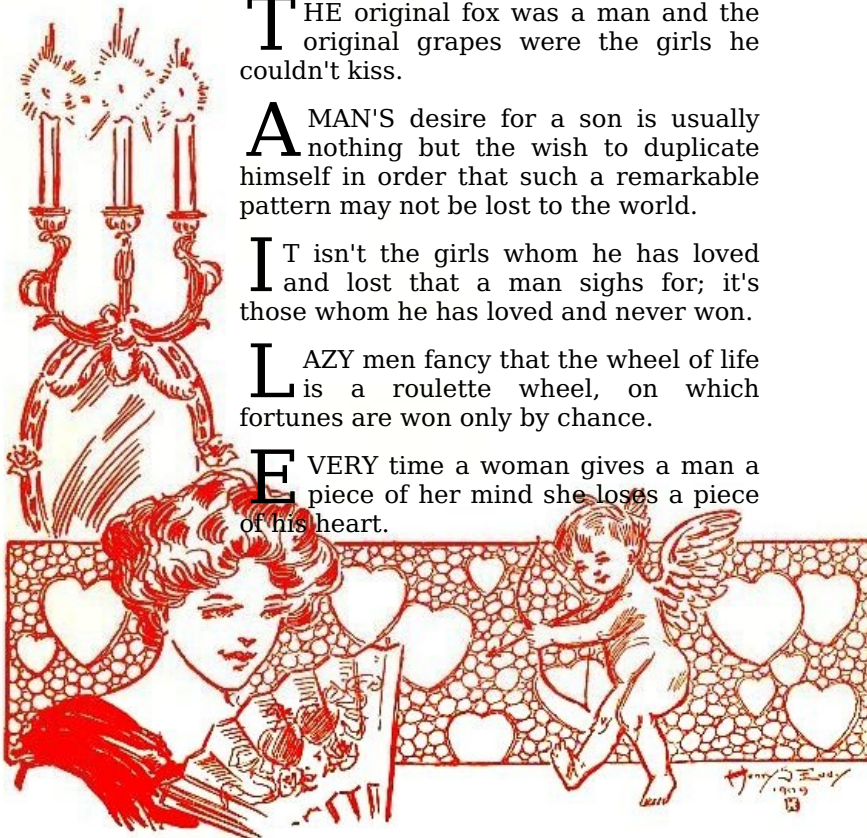 THE original fox was a man and the
original grapes were the girls he
couldn't kiss.
A MAN'S desire for a son is usually
nothing but the wish to duplicate
himself in order that such a remarkable
pattern may not be lost to the world.
IT isn't the girls whom he has loved
and lost that a man sighs for; it's
those whom he has loved and never won.
LAZY men fancy that the wheel of life
is a roulette wheel, on which
fortunes are won only by chance.
EVERY time a woman gives a man a
piece of her mind she loses a piece
of his heart.
Henry J Eddy
1909